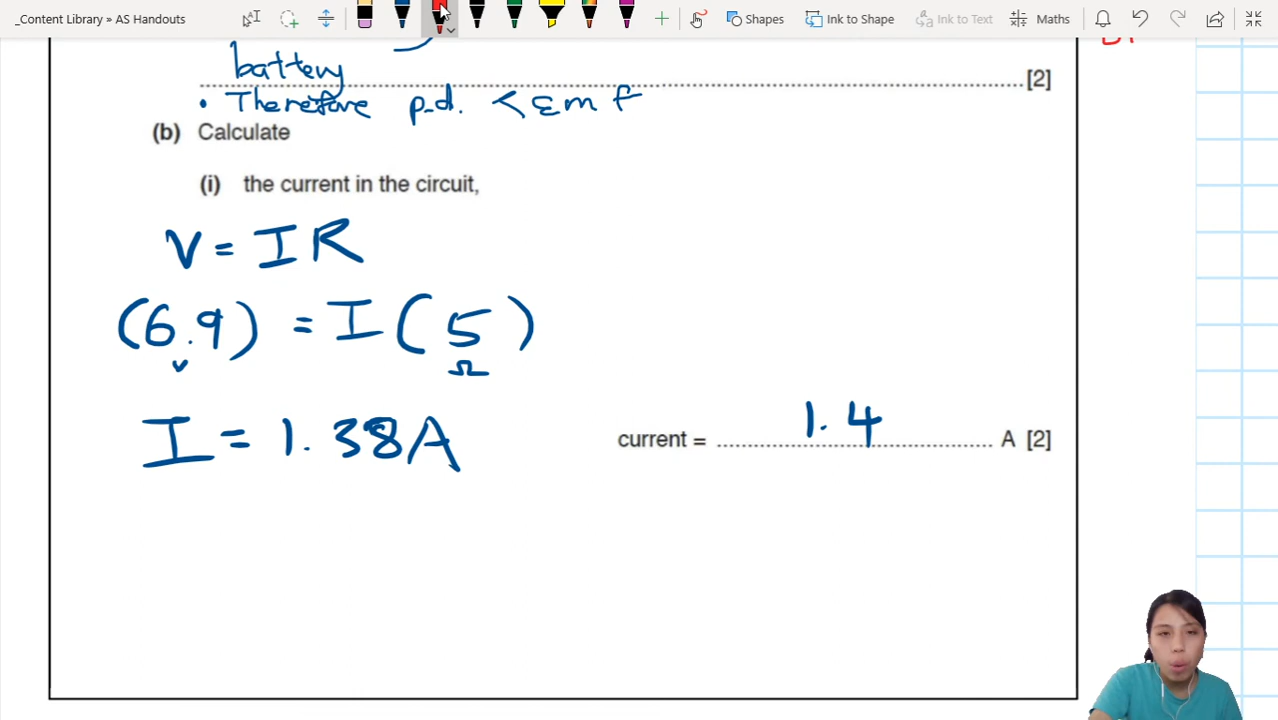 _Content Library » AS Handouts
Shapes
Ink to Shape
Ink to Text
Maths
battery
[2]
• Therefore p.d. < εmf
(b) Calculate
(i) the current in the circuit,
V = IR
(6.9) = I (5)
V Ω
I = 1.38A
1.4
current = ........................................ A [2]